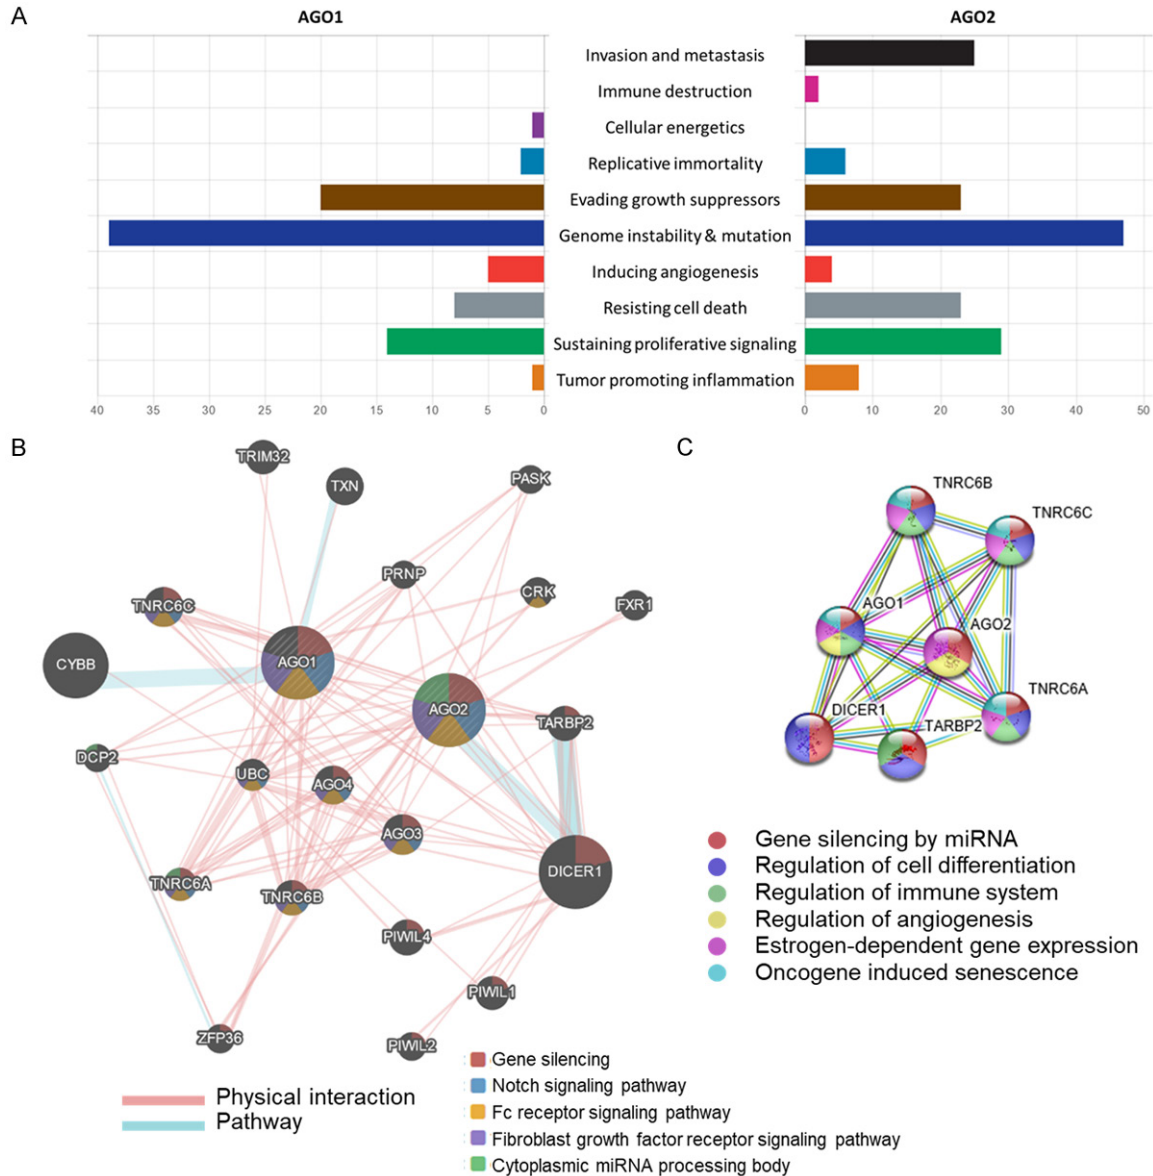 A
AGO1
AGO2
Invasion and metastasis
Immune destruction
Cellular energetics
Replicative immortality
Evading growth suppressors
Genome instability & mutation
Inducing angiogenesis
Resisting cell death
Sustaining proliferative signaling
Tumor promoting inflammation
40 35 30 25 20 15 10 5 0
0 10 20 30 40 50
B
TRIM32
TXN
PASK
PRNP
CRK
FXR1
TNRC6C
CYBB
AGO1
AGO2
TARBP2
DCP2
UBC
AGO4
AGO3
DICER1
TNRC6A
TNRC6B
PIWIL4
PIWIL1
ZFP36
PIWIL2
Physical interaction
Pathway
Gene silencing
Notch signaling pathway
Fc receptor signaling pathway
Fibroblast growth factor receptor signaling pathway
Cytoplasmic miRNA processing body
C
TNRC6B
TNRC6C
AGO1
AGO2
TNRC6A
DICER1
TARBP2
Gene silencing by miRNA
Regulation of cell differentiation
Regulation of immune system
Regulation of angiogenesis
Estrogen-dependent gene expression
Oncogene induced senescence